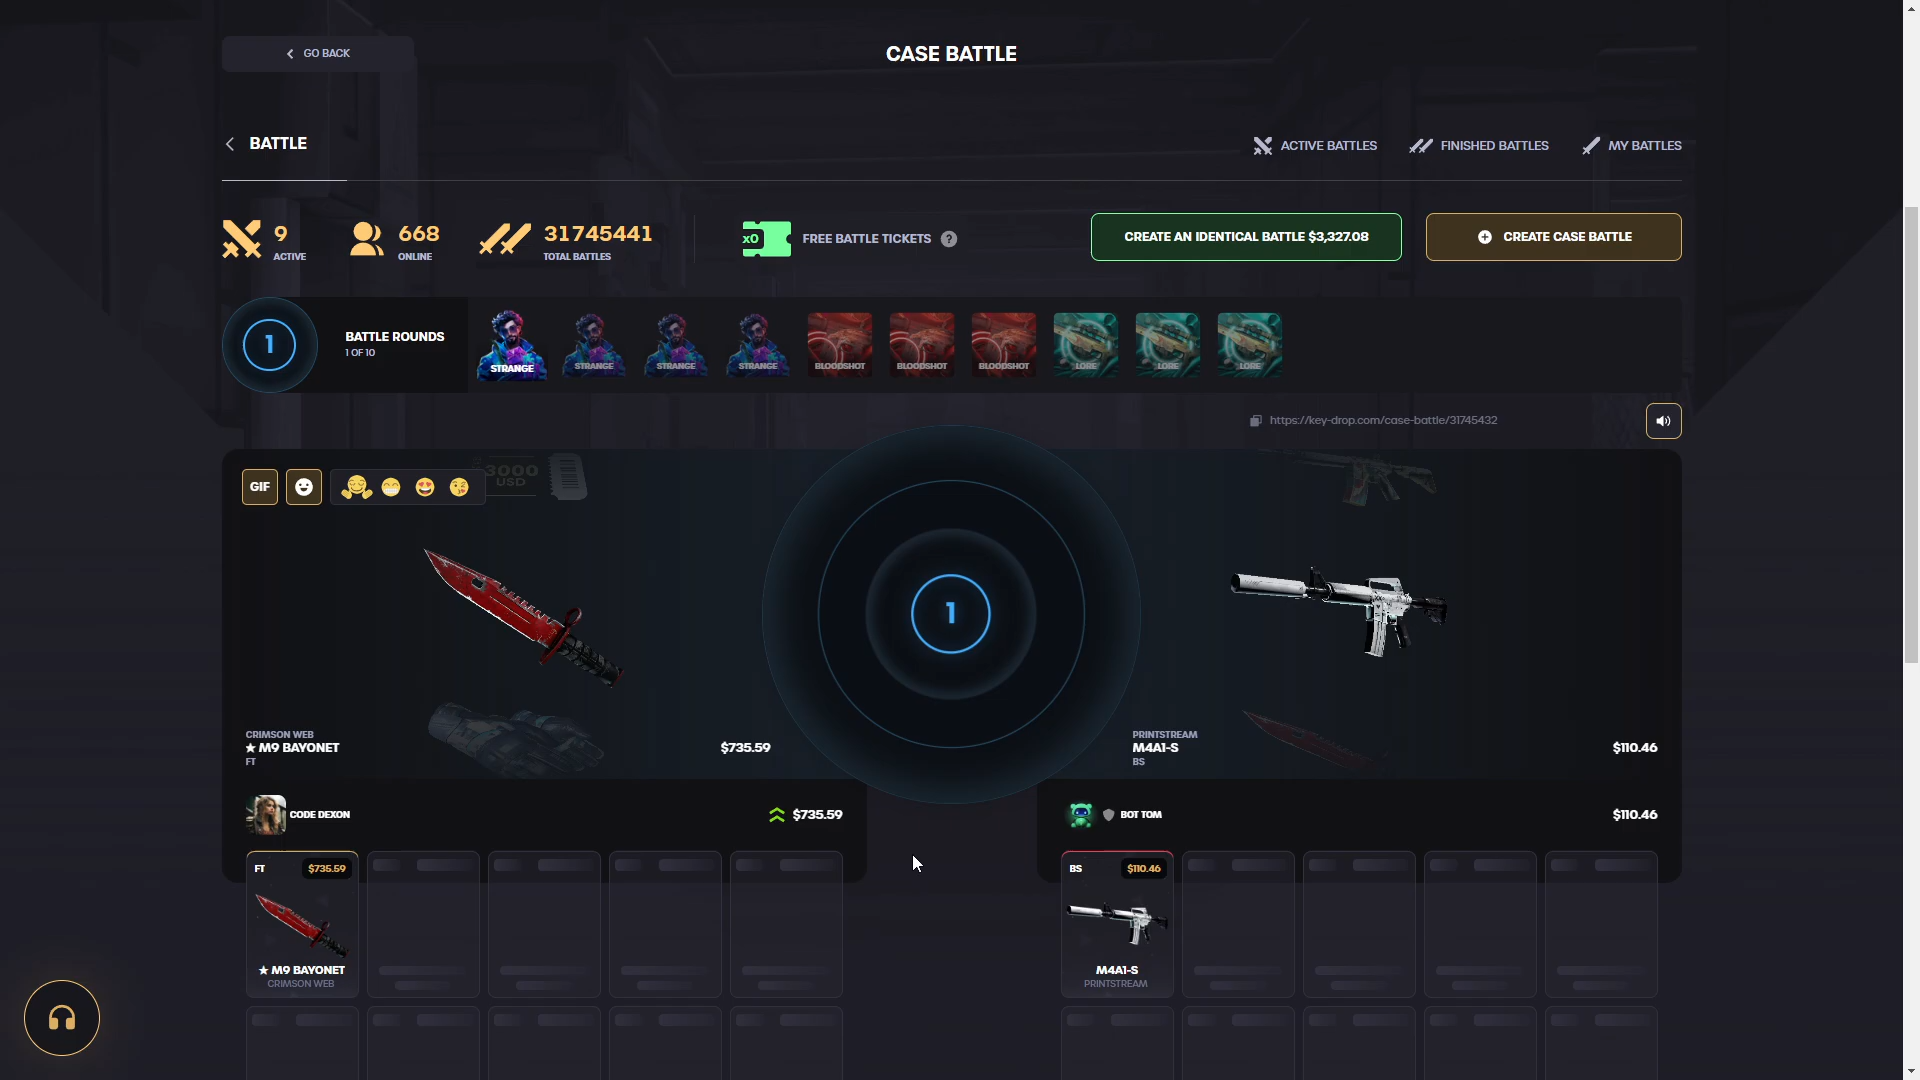 GO BACK
CASE BATTLE
BATTLE
ACTIVE BATTLES
FINISHED BATTLES
MY BATTLES
9
ACTIVE
668
ONLINE
31745441
TOTAL BATTLES
x0
FREE BATTLE TICKETS
?
CREATE AN IDENTICAL BATTLE $3,327.08
CREATE CASE BATTLE
1
BATTLE ROUNDS
1 OF 10
STRANGE
STRANGE
STRANGE
STRANGE
BLOODSHOT
BLOODSHOT
BLOODSHOT
LORE
LORE
LORE
https://key-drop.com/case-battle/31745432
GIF
3000
USD
1
CRIMSON WEB
★ M9 BAYONET
FT
$735.59
PRINTSTREAM
M4A1-S
BS
$110.46
CODE DEXON
$735.59
BOT TOM
$110.46
FT
$735.59
★ M9 BAYONET
CRIMSON WEB
BS
$110.46
M4A1-S
PRINTSTREAM